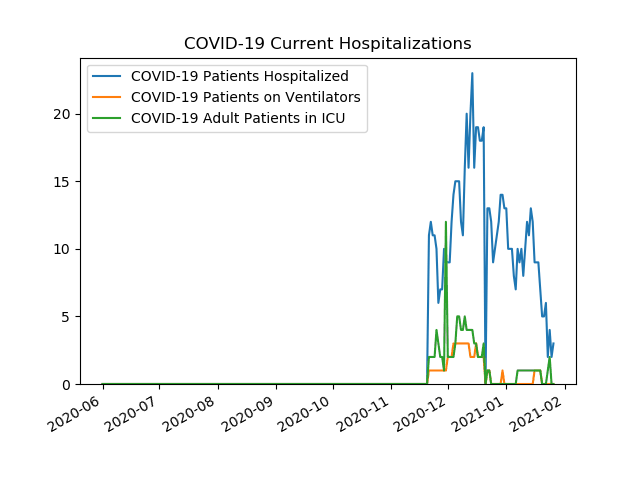 COVID-19 Current Hospitalizations
COVID-19 Patients Hospitalized
COVID-19 Patients on Ventilators
COVID-19 Adult Patients in ICU
20
15
10
5
0
2020-06 2020-07 2020-08 2020-09 2020-10 2020-11 2020-12 2021-01 2021-02